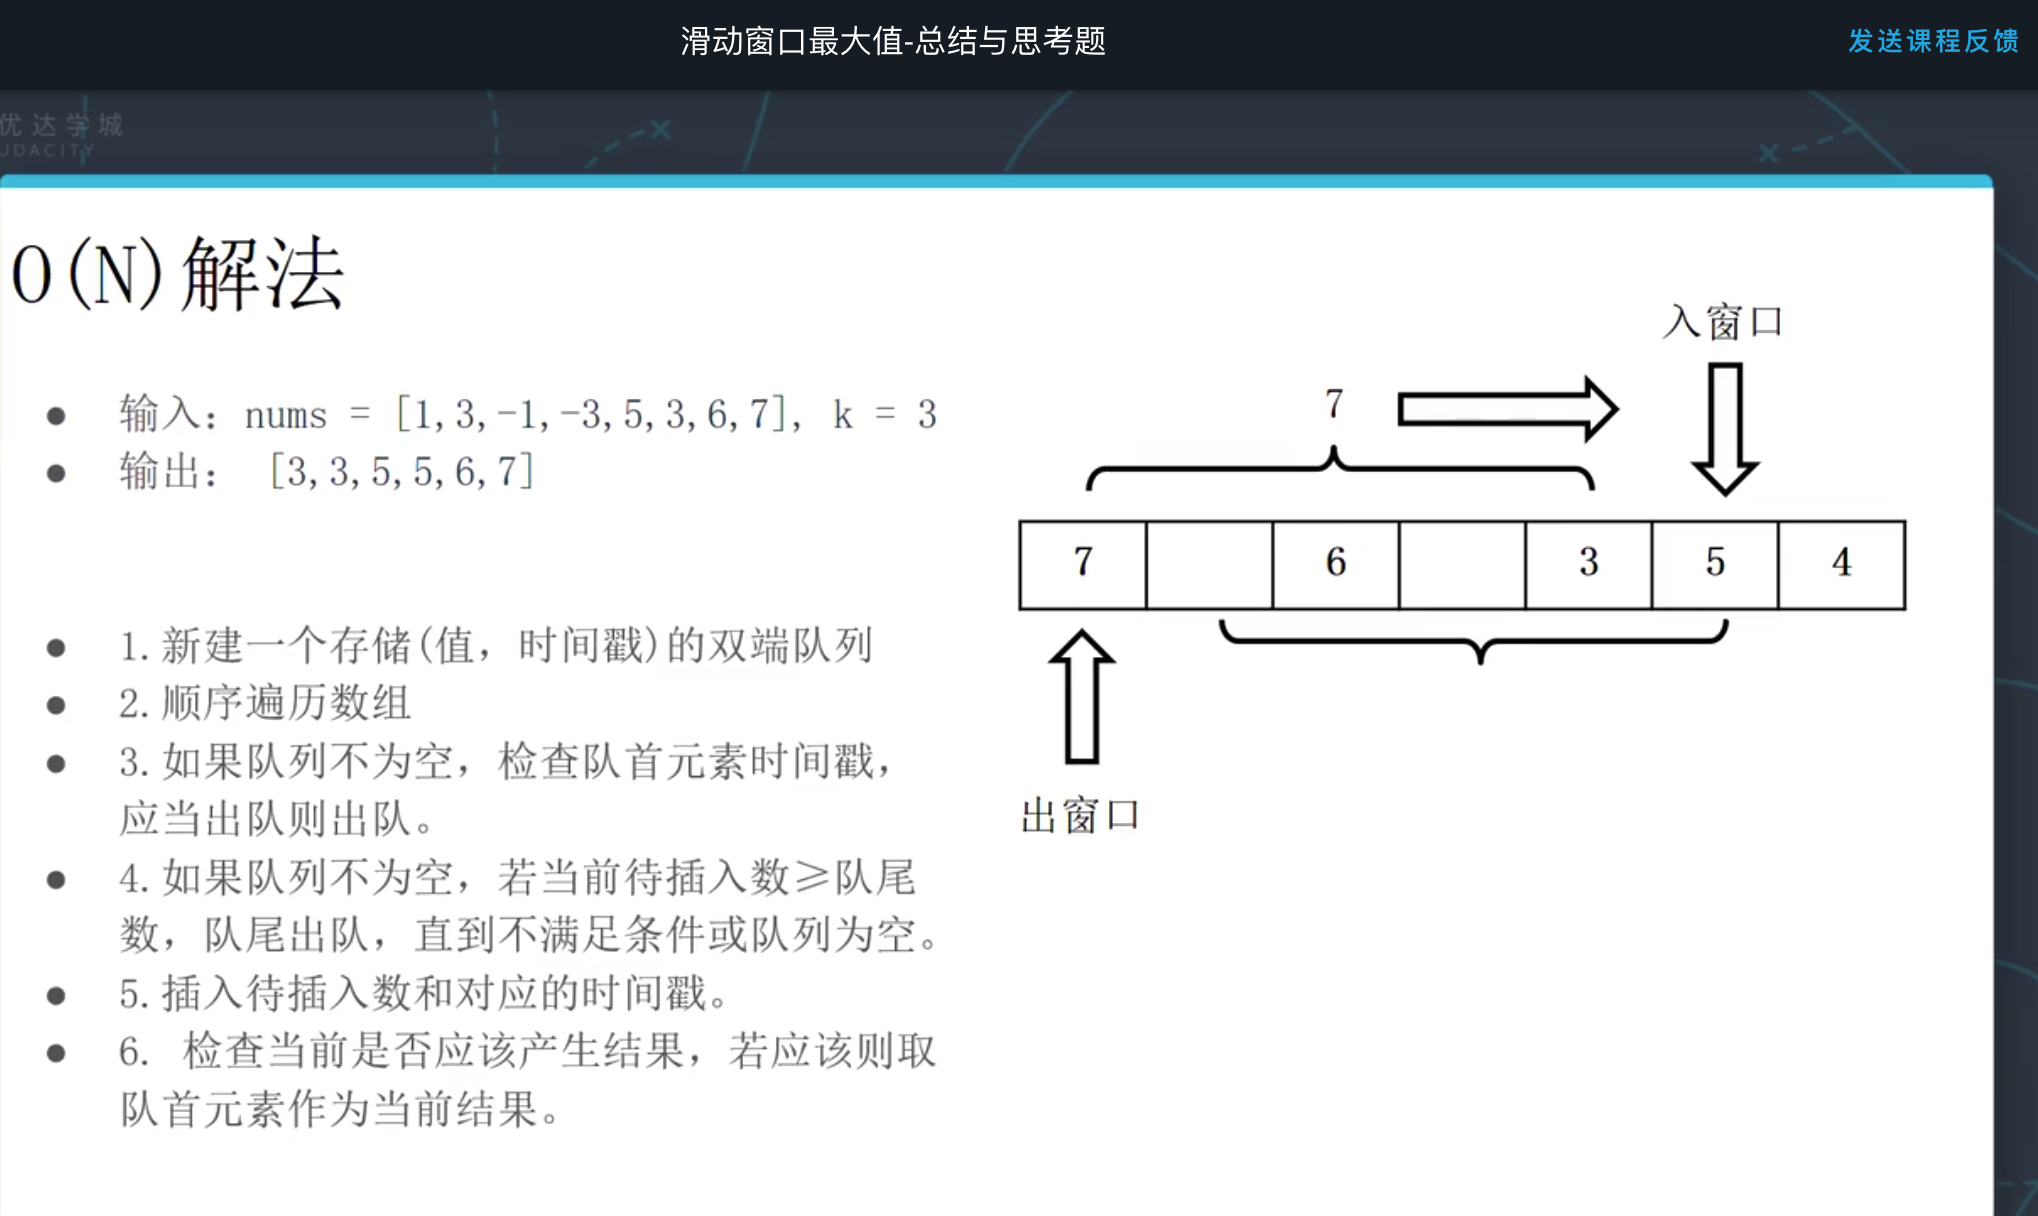 滑动窗口最大值-总结与思考题
发送课程反馈
优达学城
UDACITY
O(N)解法
● 输入：nums = [1,3,-1,-3,5,3,6,7], k = 3
● 输出： [3,3,5,5,6,7]
● 1.新建一个存储(值，时间戳)的双端队列
● 2.顺序遍历数组
● 3.如果队列不为空，检查队首元素时间戳，
应当出队则出队。
● 4.如果队列不为空，若当前待插入数≥队尾
数，队尾出队，直到不满足条件或队列为空。
● 5.插入待插入数和对应的时间戳。
● 6. 检查当前是否应该产生结果，若应该则取
队首元素作为当前结果。
入窗口
7
7 6 3 5 4
出窗口